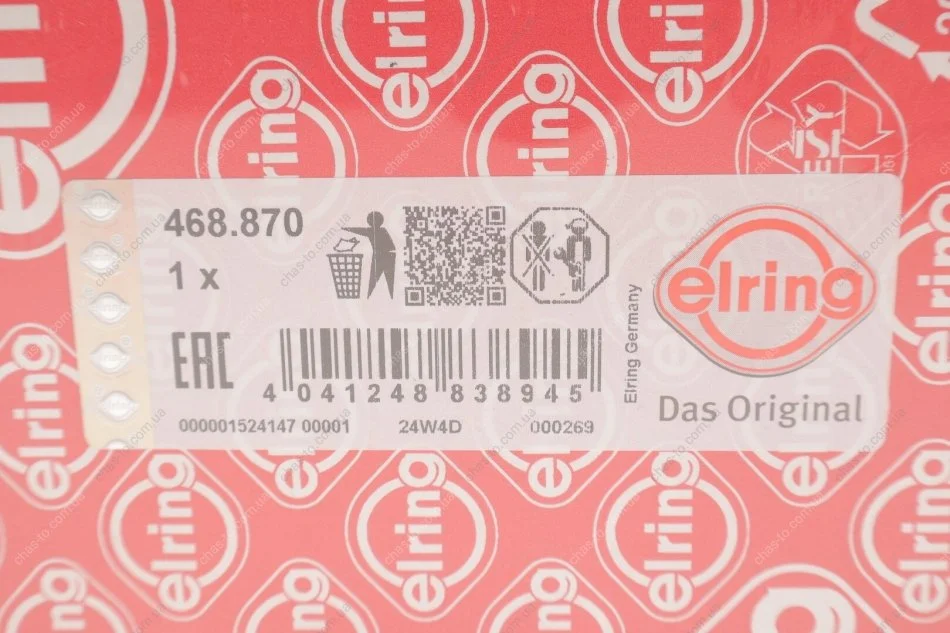 468.870
1 x
EAC
4 041248 838945
000001524147 00001 24W4D 000269
Elring Germany
elring
Das Original